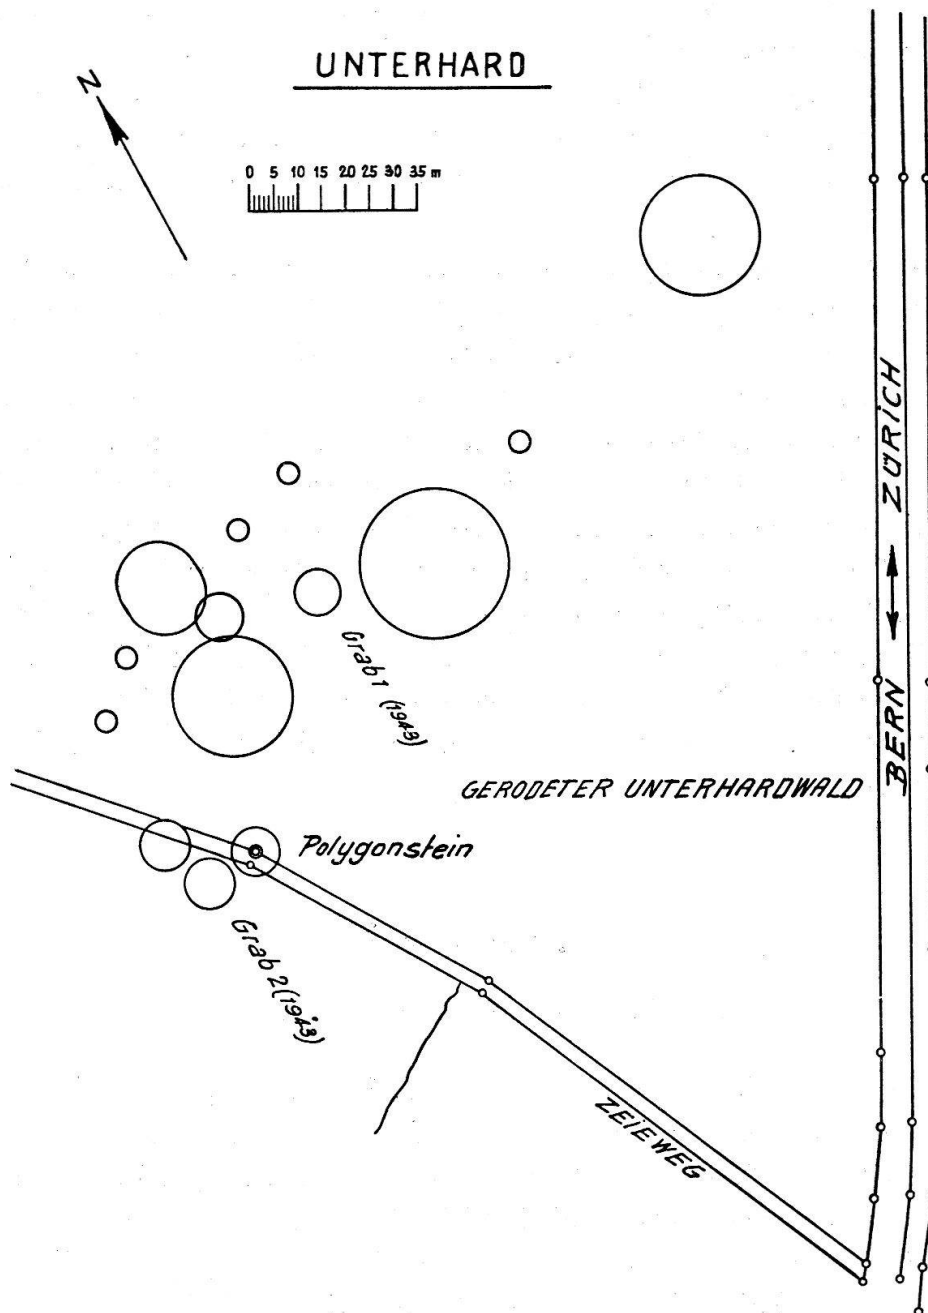 UNTERHARD
N
0 5 10 15 20 25 30 35 m
ZÜRICH
BERN
Grab 1 (1943)
GERODETER UNTERHARDWALD
Polygonstein
Grab 2 (1943)
ZEIEWEG